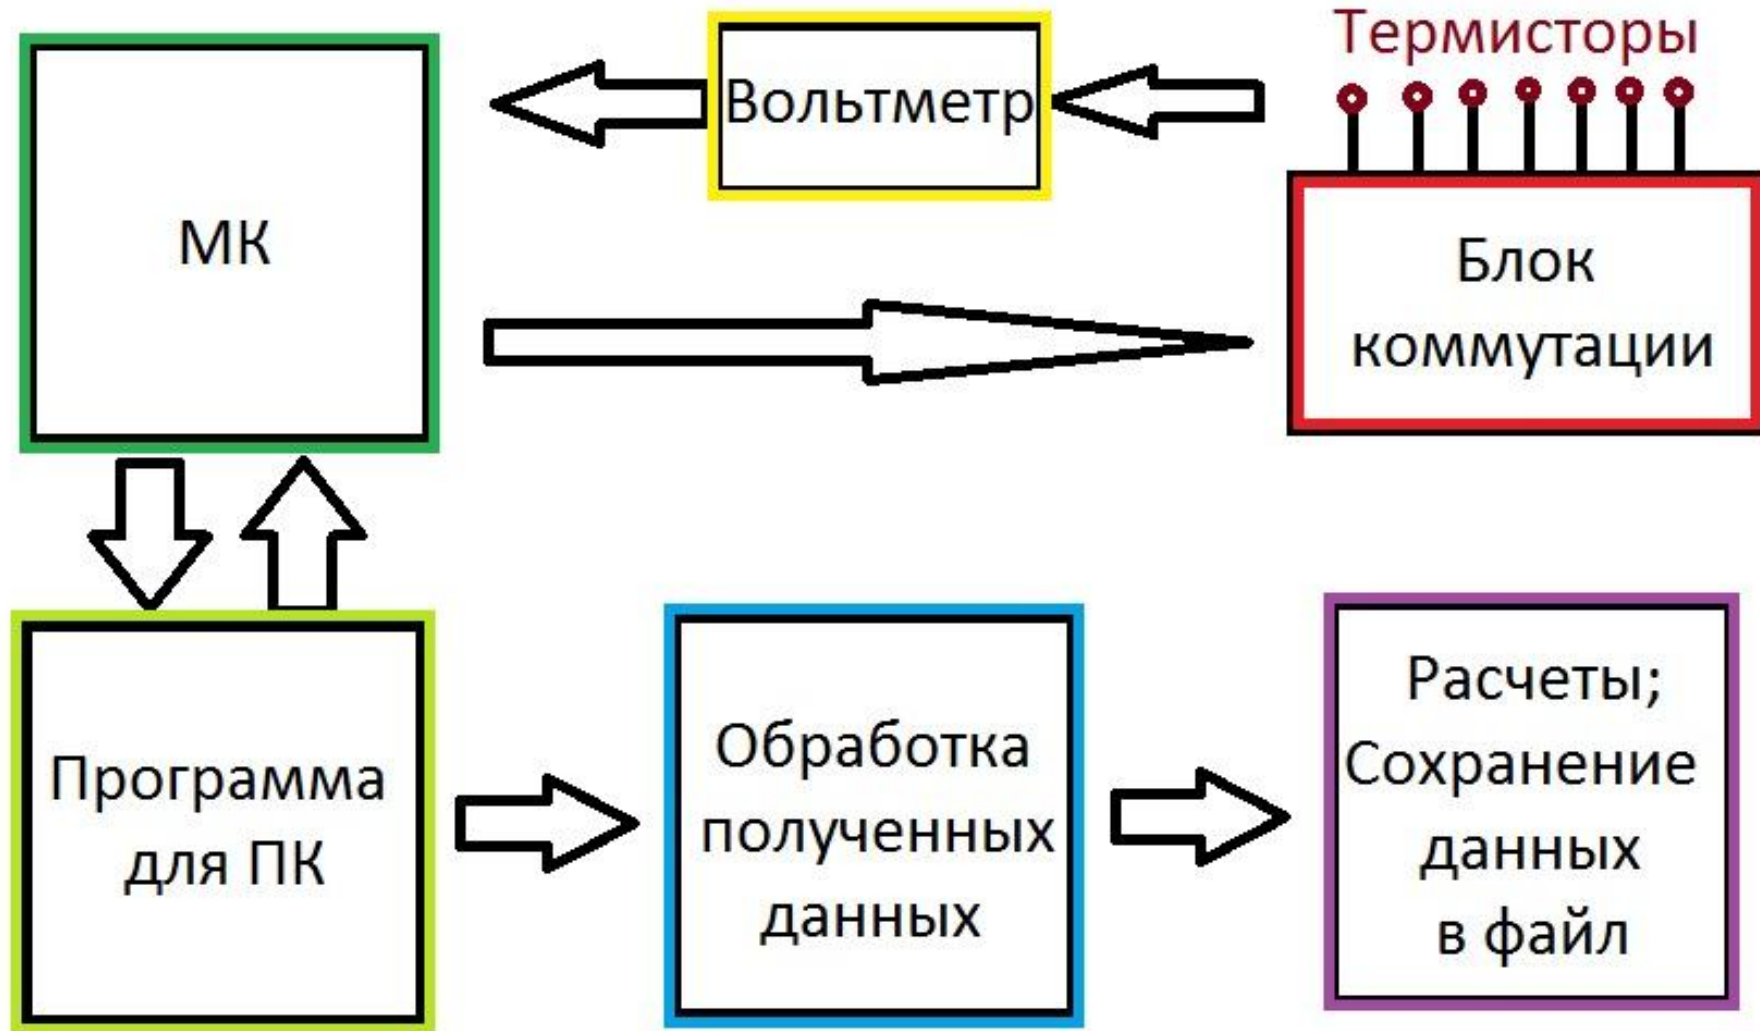 Термисторы
Вольтметр
МК
Блок
коммутации
Программа
для ПК
Обработка
полученных
данных
Расчеты;
Сохранение
данных
в файл